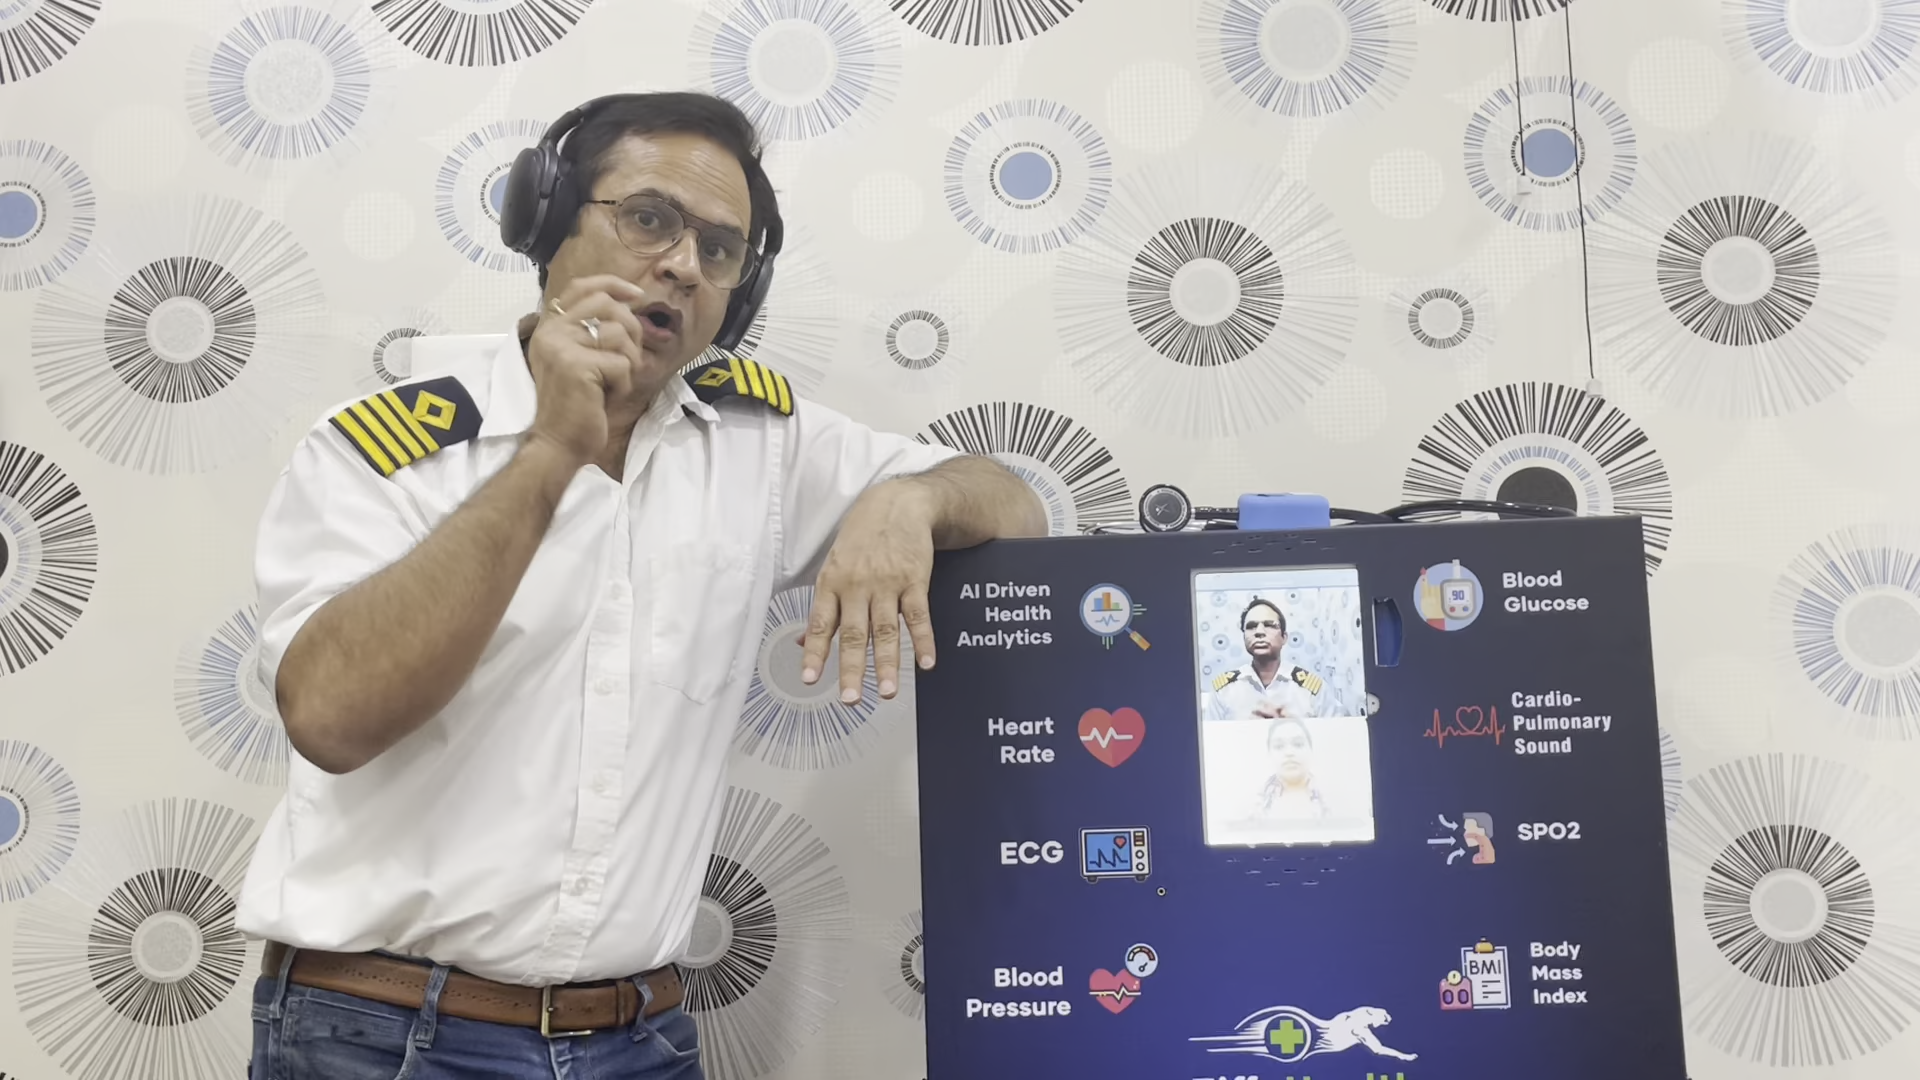 AI Driven
Health
Analytics
Heart
Rate
ECG
Blood
Pressure
90
Blood
Glucose
Cardio-
Pulmonary
Sound
SPO2
BMI
Body
Mass
Index